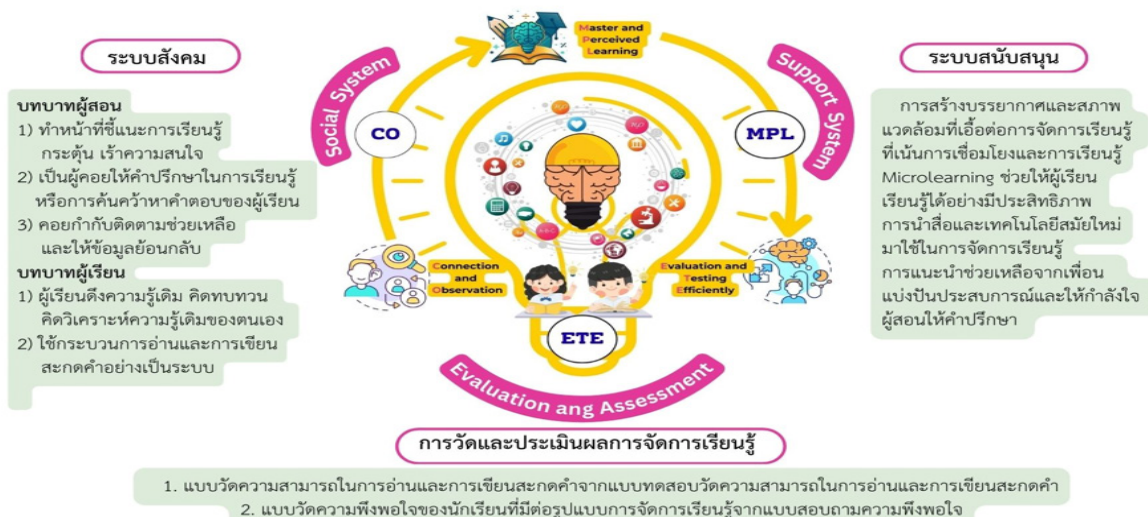 ระบบสังคม
บทบาทผู้สอน
1) ทำหน้าที่ชี้แนะการเรียนรู้
กระตุ้น เร้าความสนใจ
2) เป็นผู้คอยให้คำปรึกษาในการเรียนรู้
หรือการค้นคว้าหาคำตอบของผู้เรียน
3) คอยกำกับติดตามช่วยเหลือ
และให้ข้อมูลย้อนกลับ
บทบาทผู้เรียน
1) ผู้เรียนดึงความรู้เดิม คิดทบทวน
คิดวิเคราะห์ความรู้เดิมของตนเอง
2) ใช้กระบวนการอ่านและการเขียน
สะกดคำอย่างเป็นระบบ
Social System
CO
Connection
and
Observation
Master and
Perceived
Learning
Support System
MPL
Evaluation and
Testing
Efficiently
ETE
Evaluation ang Assessment
ระบบสนับสนุน
การสร้างบรรยากาศและสภาพ
แวดล้อมที่เอื้อต่อการจัดการเรียนรู้
ที่เน้นการเชื่อมโยงและการเรียนรู้
Microlearning ช่วยให้ผู้เรียน
เรียนรู้ได้อย่างมีประสิทธิภาพ
การนำสื่อและเทคโนโลยีสมัยใหม่
มาใช้ในการจัดการเรียนรู้
การแนะนำช่วยเหลือจากเพื่อน
แบ่งปันประสบการณ์และให้กำลังใจ
ผู้สอนให้คำปรึกษา
การวัดและประเมินผลการจัดการเรียนรู้
1. แบบวัดความสามารถในการอ่านและการเขียนสะกดคำจากแบบทดสอบวัดความสามารถในการอ่านและการเขียนสะกดคำ
2. แบบวัดความพึงพอใจของนักเรียนที่มีต่อรูปแบบการจัดการเรียนรู้จากแบบสอบถามความพึงพอใจ